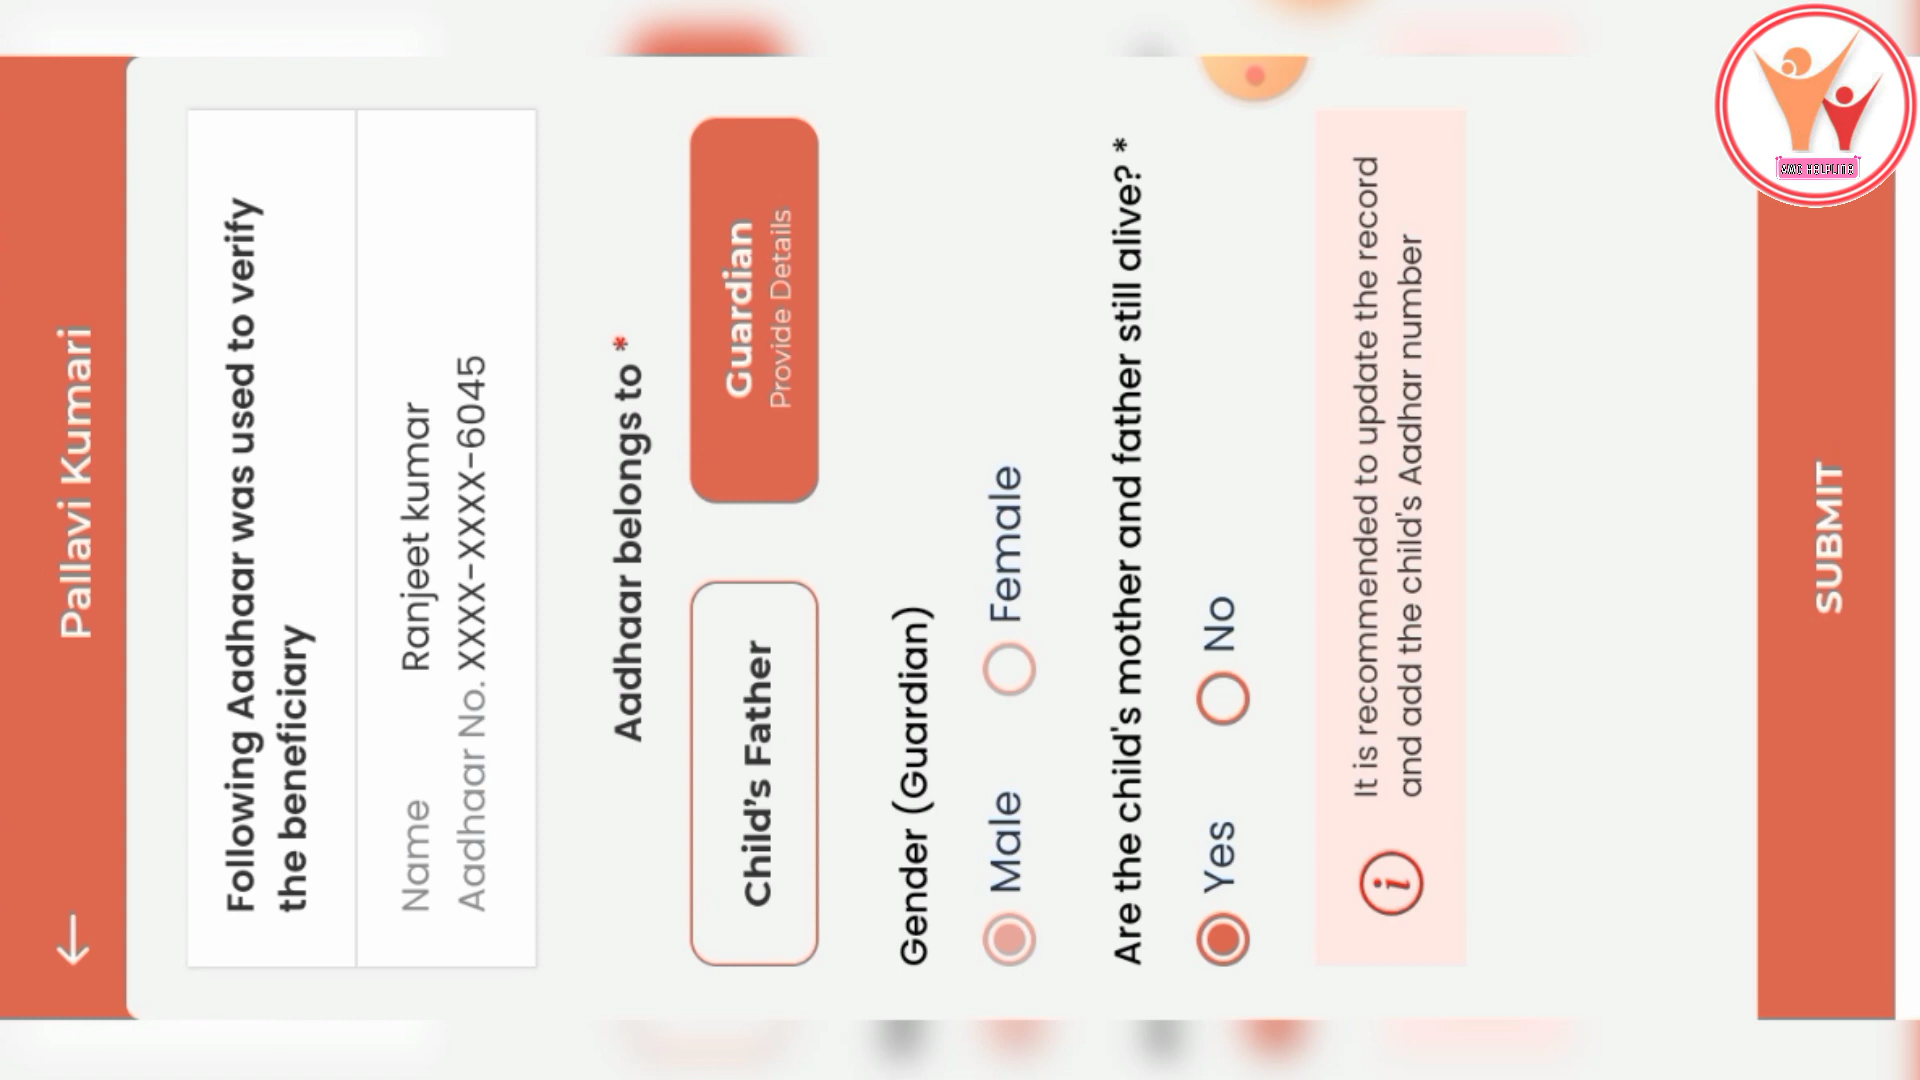 Pallavi Kumari
Following Aadhaar was used to verify
the beneficiary
Name Ranjeet kumar
Aadhaar No. XXXX-XXXX-6045
Aadhaar belongs to *
Child's Father
Guardian
Provide Details
Gender (Guardian)
Male Female
Are the child's mother and father still alive? *
Yes No
i
It is recommended to update the record
and add the child's Aadhar number
SUBMIT